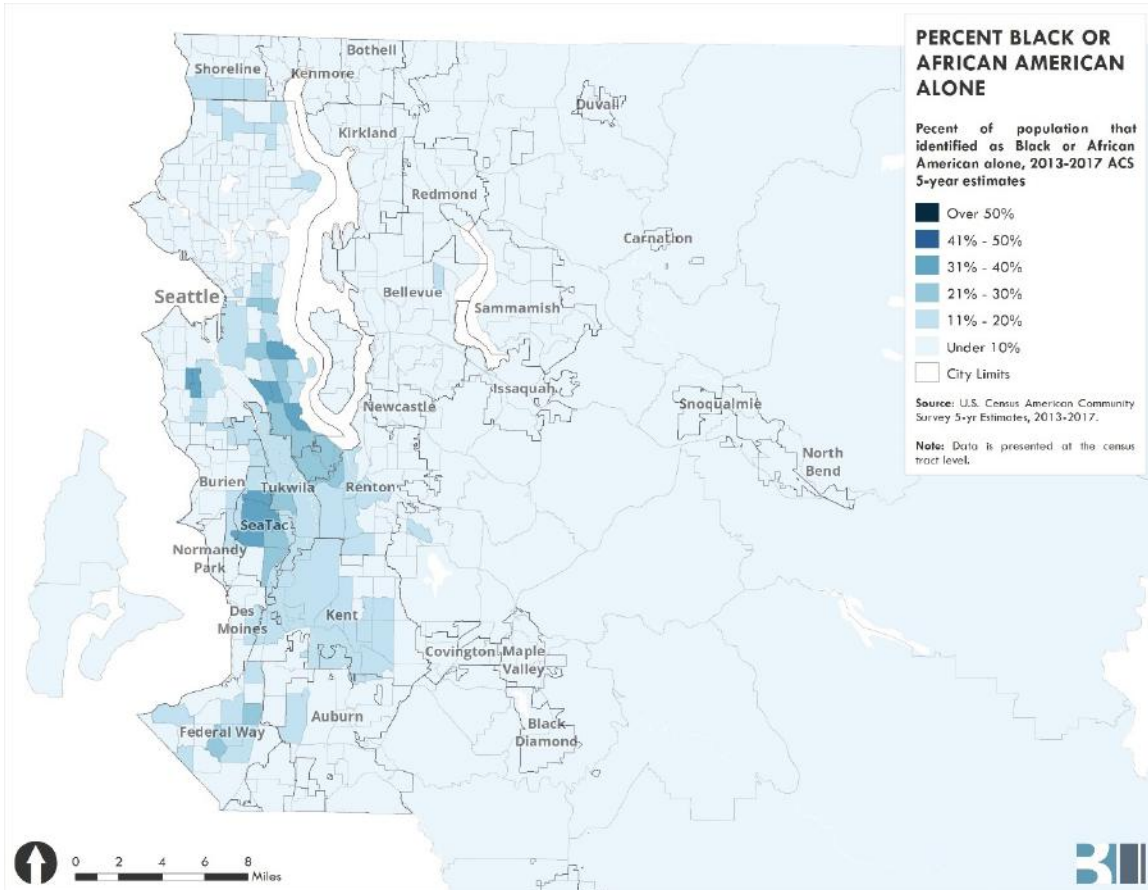 PERCENT BLACK OR
AFRICAN AMERICAN
ALONE
Pecent of population that
identified as Black or African
American alone, 2013-2017 ACS
5-year estimates
Over 50%
41% - 50%
31% - 40%
21% - 30%
11% - 20%
Under 10%
City Limits
Source: U.S. Census American Community
Survey 5-yr Estimates, 2013-2017.
Note: Data is presented at the census
tract level.
Bothell
Shoreline
Kenmore
Duvall
Kirkland
Redmond
Carnation
Seattle
Bellevue
Sammamish
Issaquah
Newcastle
Snoqualmie
North
Bend
Burien
Tukwila
Renton
SeaTac
Normandy
Park
Des
Moines
Kent
Covington
Maple
Valley
Auburn
Black
Diamond
Federal Way
0 2 4 6 8
Miles